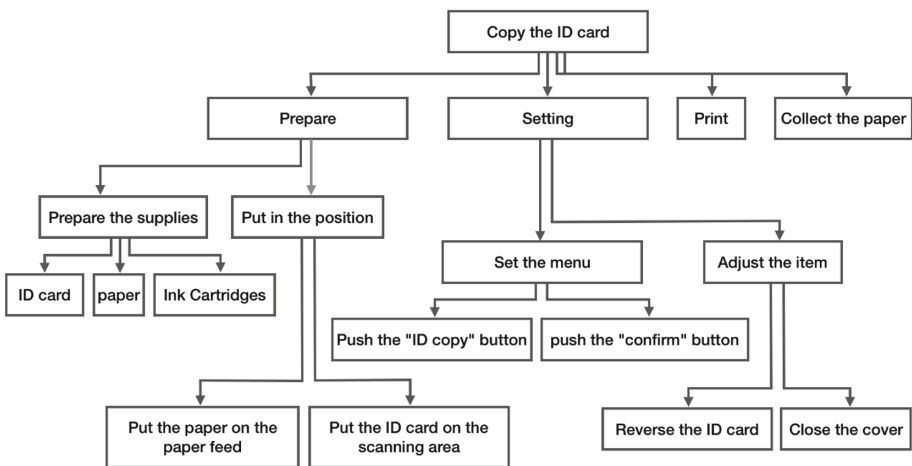 Copy the ID card
Prepare
Setting
Print
Collect the paper
Prepare the supplies
Put in the position
Set the menu
Adjust the item
ID card
paper
Ink Cartridges
Push the "ID copy" button
push the "confirm" button
Put the paper on the
paper feed
Put the ID card on the
scanning area
Reverse the ID card
Close the cover